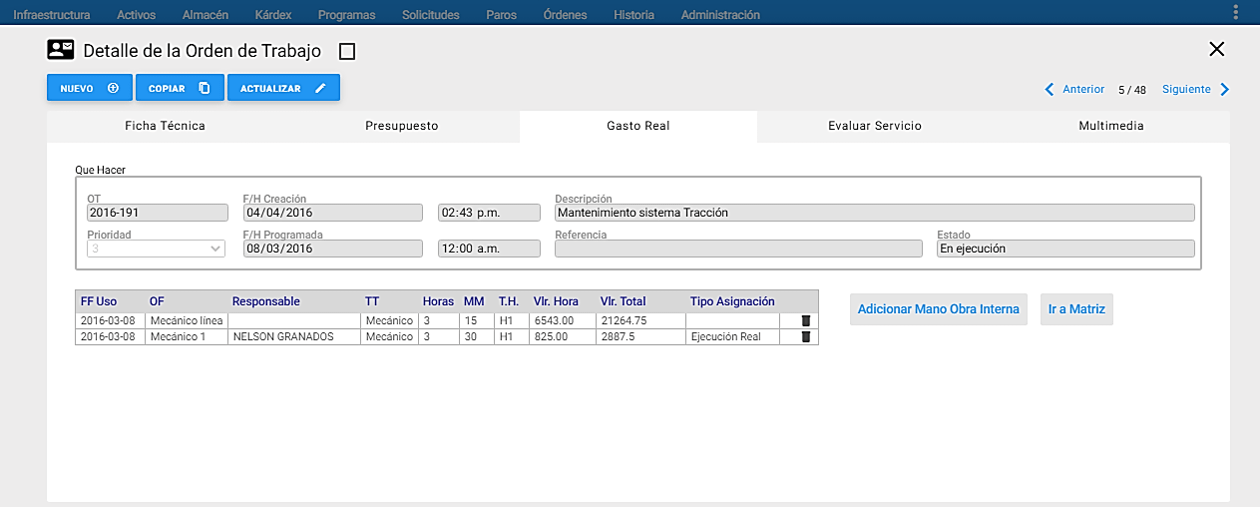 Infraestructura Activos Almacén Kárdex Programas Solicitudes Paros Órdenes Historia Administración
Detalle de la Orden de Trabajo
NUEVO COPIAR ACTUALIZAR Anterior 5 / 48 Siguiente
Ficha Técnica Presupuesto Gasto Real Evaluar Servicio Multimedia
Que Hacer
OT F/H Creación Descripción
2016-191 04/04/2016 02:43 p.m. Mantenimiento sistema Tracción
Prioridad F/H Programada Referencia Estado
3 08/03/2016 12:00 a.m. En ejecución
FF Uso OF Responsable TT Horas MM T.H. Vlr. Hora Vlr. Total Tipo Asignación
2016-03-08 Mecánico línea Mecánico 3 15 H1 6543.00 21264.75
2016-03-08 Mecánico 1 NELSON GRANADOS Mecánico 3 30 H1 825.00 2887.5 Ejecución Real
Adicionar Mano Obra Interna Ir a Matriz